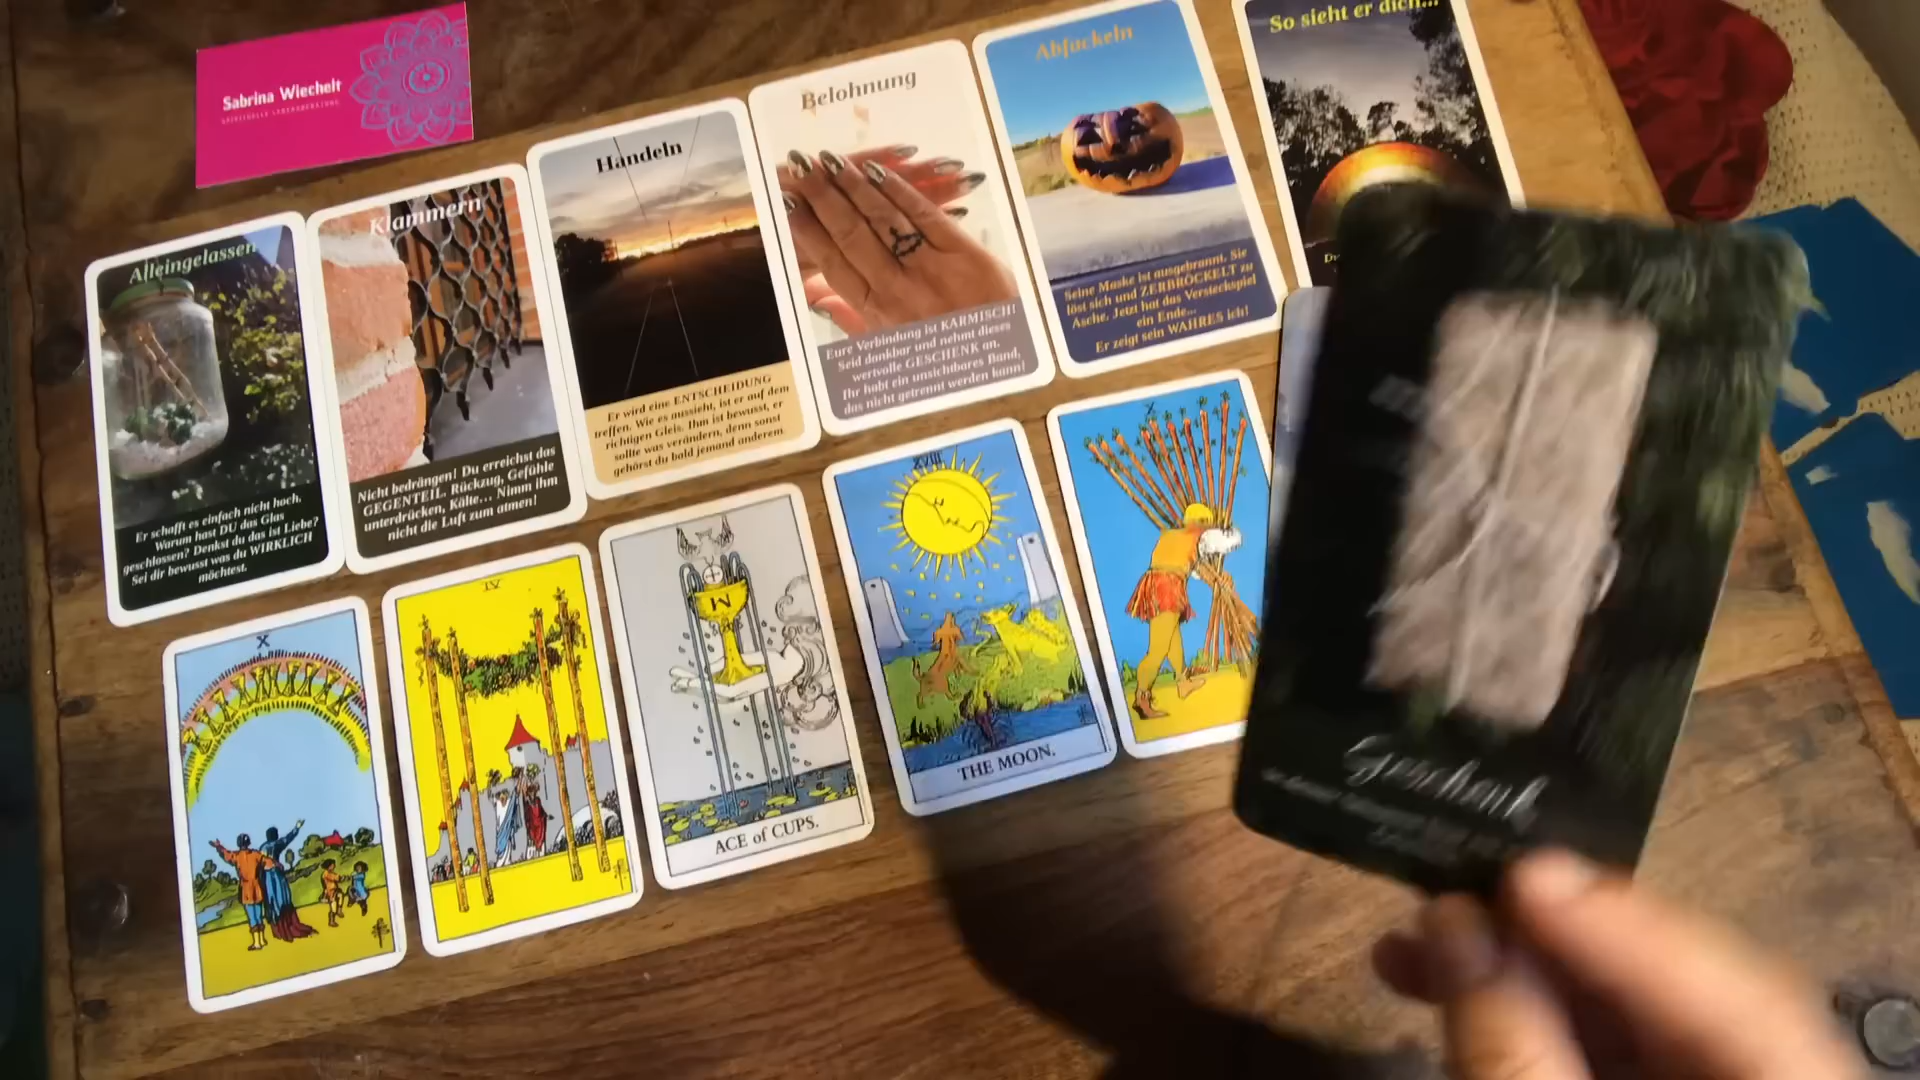 Sabrina Wiechelt
SPIRITUELLE LEBENSBERATUNG
Alleingelassen
Er schafft es einfach nicht hoch.
Warum hast DU das Glas
geschlossen? Denkst du das ist Liebe?
Sei dir bewusst was du WIRKLICH
möchtest.
Klammern
Nicht bedrängen! Du erreichst das
GEGENTEIL. Rückzug, Gefühle
unterdrücken, Kälte... Nimm ihm
nicht die Luft zum atmen!
Handeln
Er wird eine ENTSCHEIDUNG
treffen. Wie es aussieht, ist er auf dem
richtigen Gleis. Ihm ist bewusst, er
sollte was verändern, denn sonst
gehörst du bald jemand anderem.
Belohnung
Eure Verbindung ist KARMISCH!
Seid dankbar und nehmt dieses
wertvolle GESCHENK an.
Ihr habt ein unsichtbares Band,
das nicht getrennt werden kann!
Abfuckeln
Seine Maske ist ausgebrannt. Sie
löst sich und ZERBRÖCKELT zu
Asche. Jetzt hat das Versteckspiel
ein Ende...
Er zeigt sein WAHRES ich!
So sieht er dich...
X
IV
ACE of CUPS.
XVIII
THE MOON.
X
Geschenk